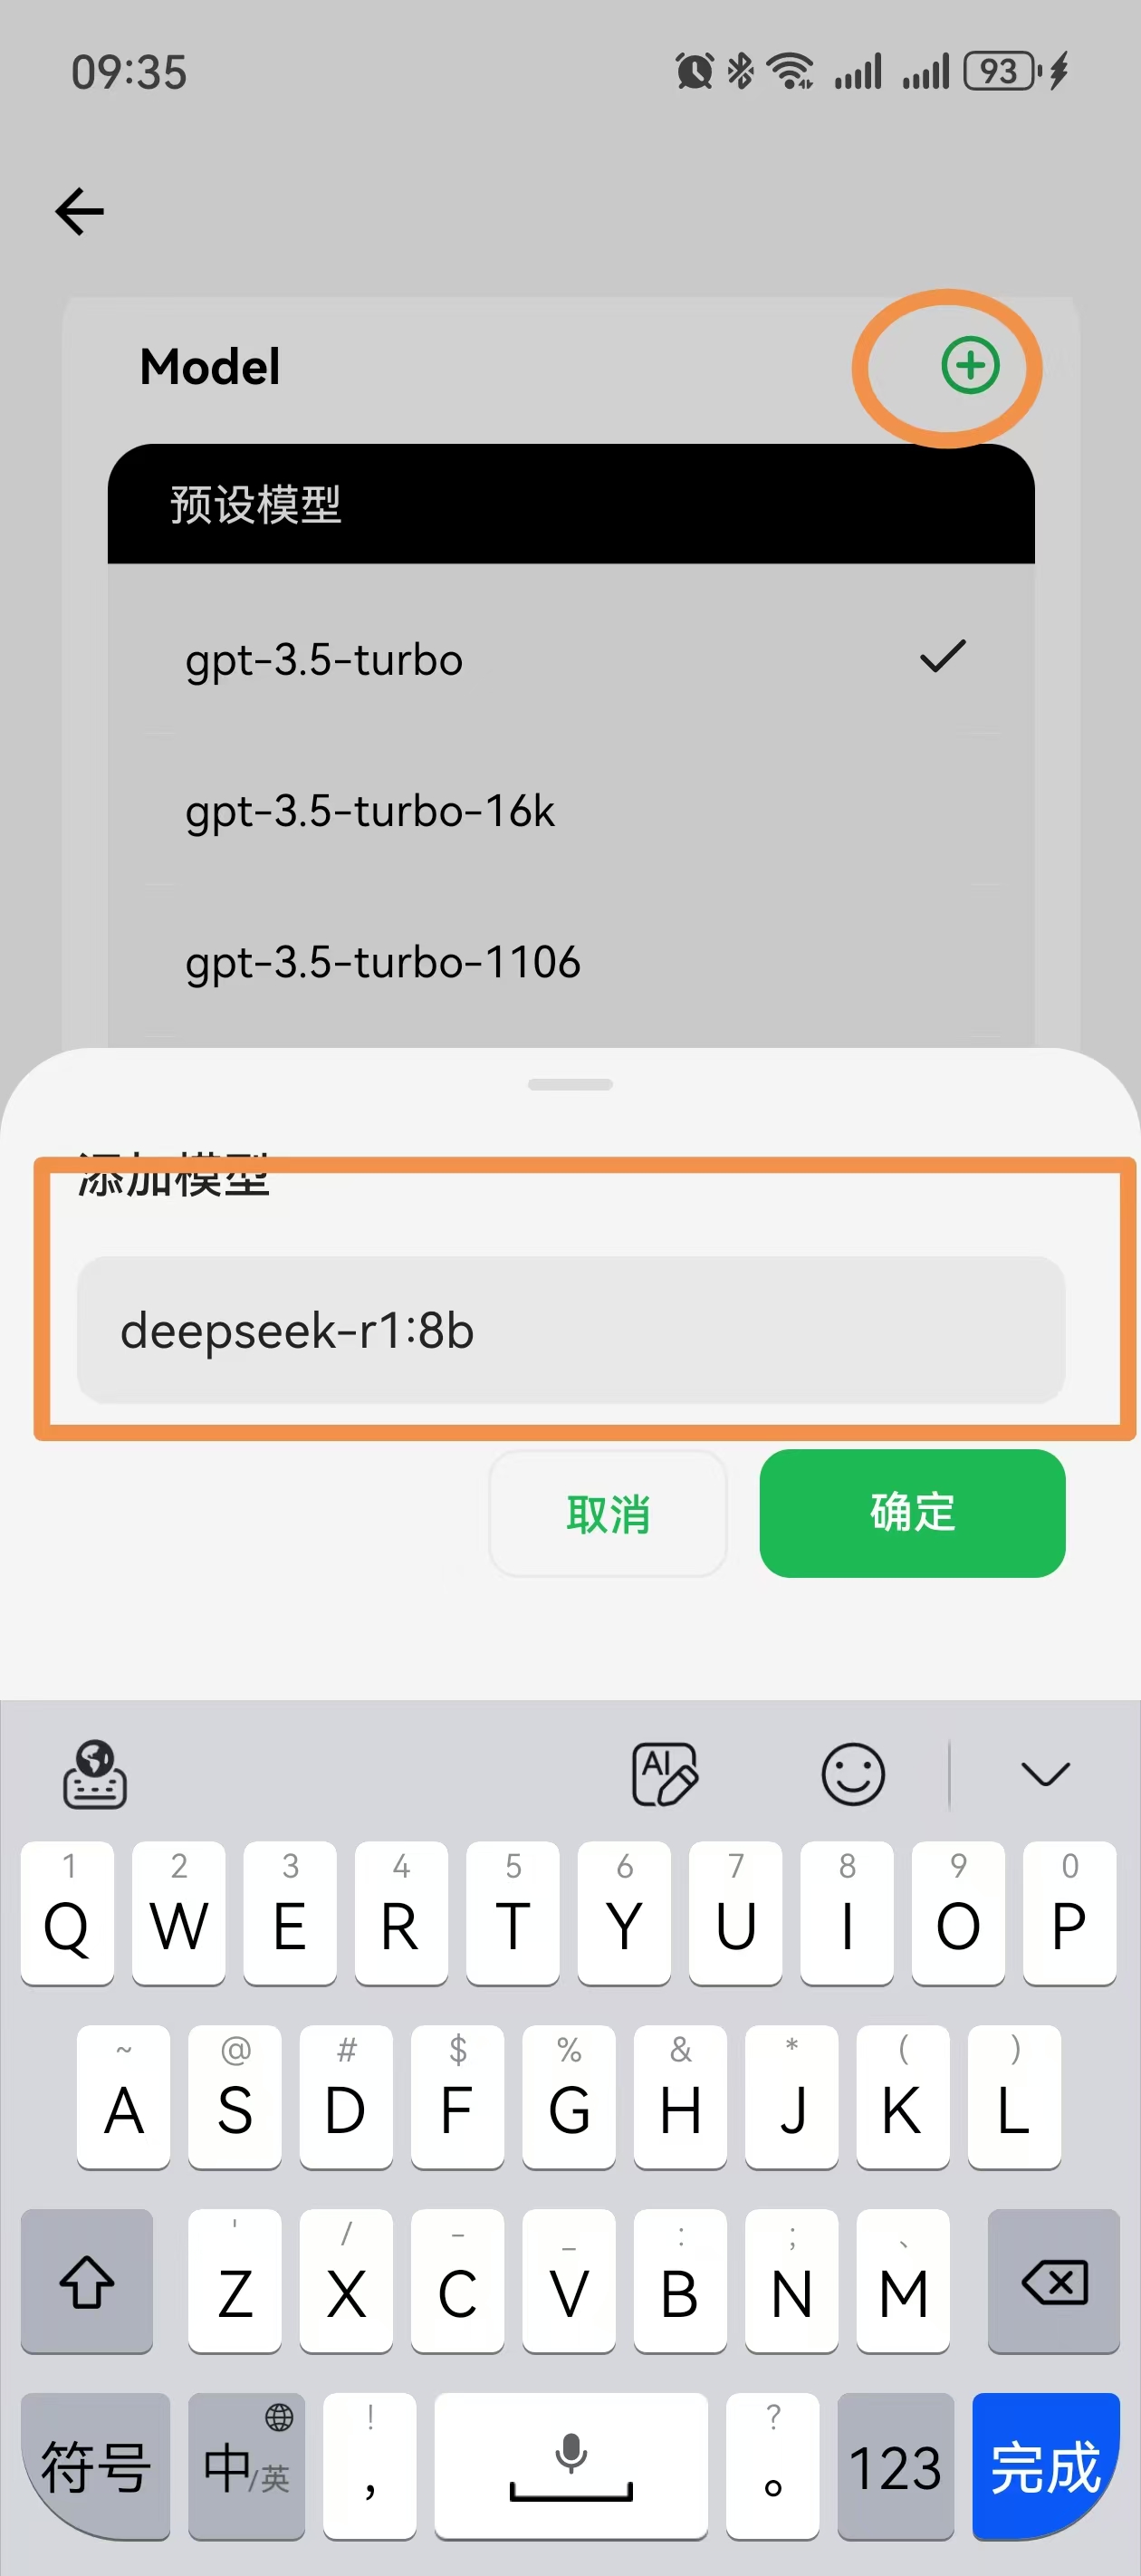 09:35
93
Model
预设模型
gpt-3.5-turbo
gpt-3.5-turbo-16k
gpt-3.5-turbo-1106
添加模型
deepseek-r1:8b
取消 确定
AI
1 2 3 4 5 6 7 8 9 0
Q W E R T Y U I O P
~ @ # $ % & * ( )
A S D F G H J K L
' / - _ : ; 、
Z X C V B N M
! ?
符号 中/英 , 。 123 完成